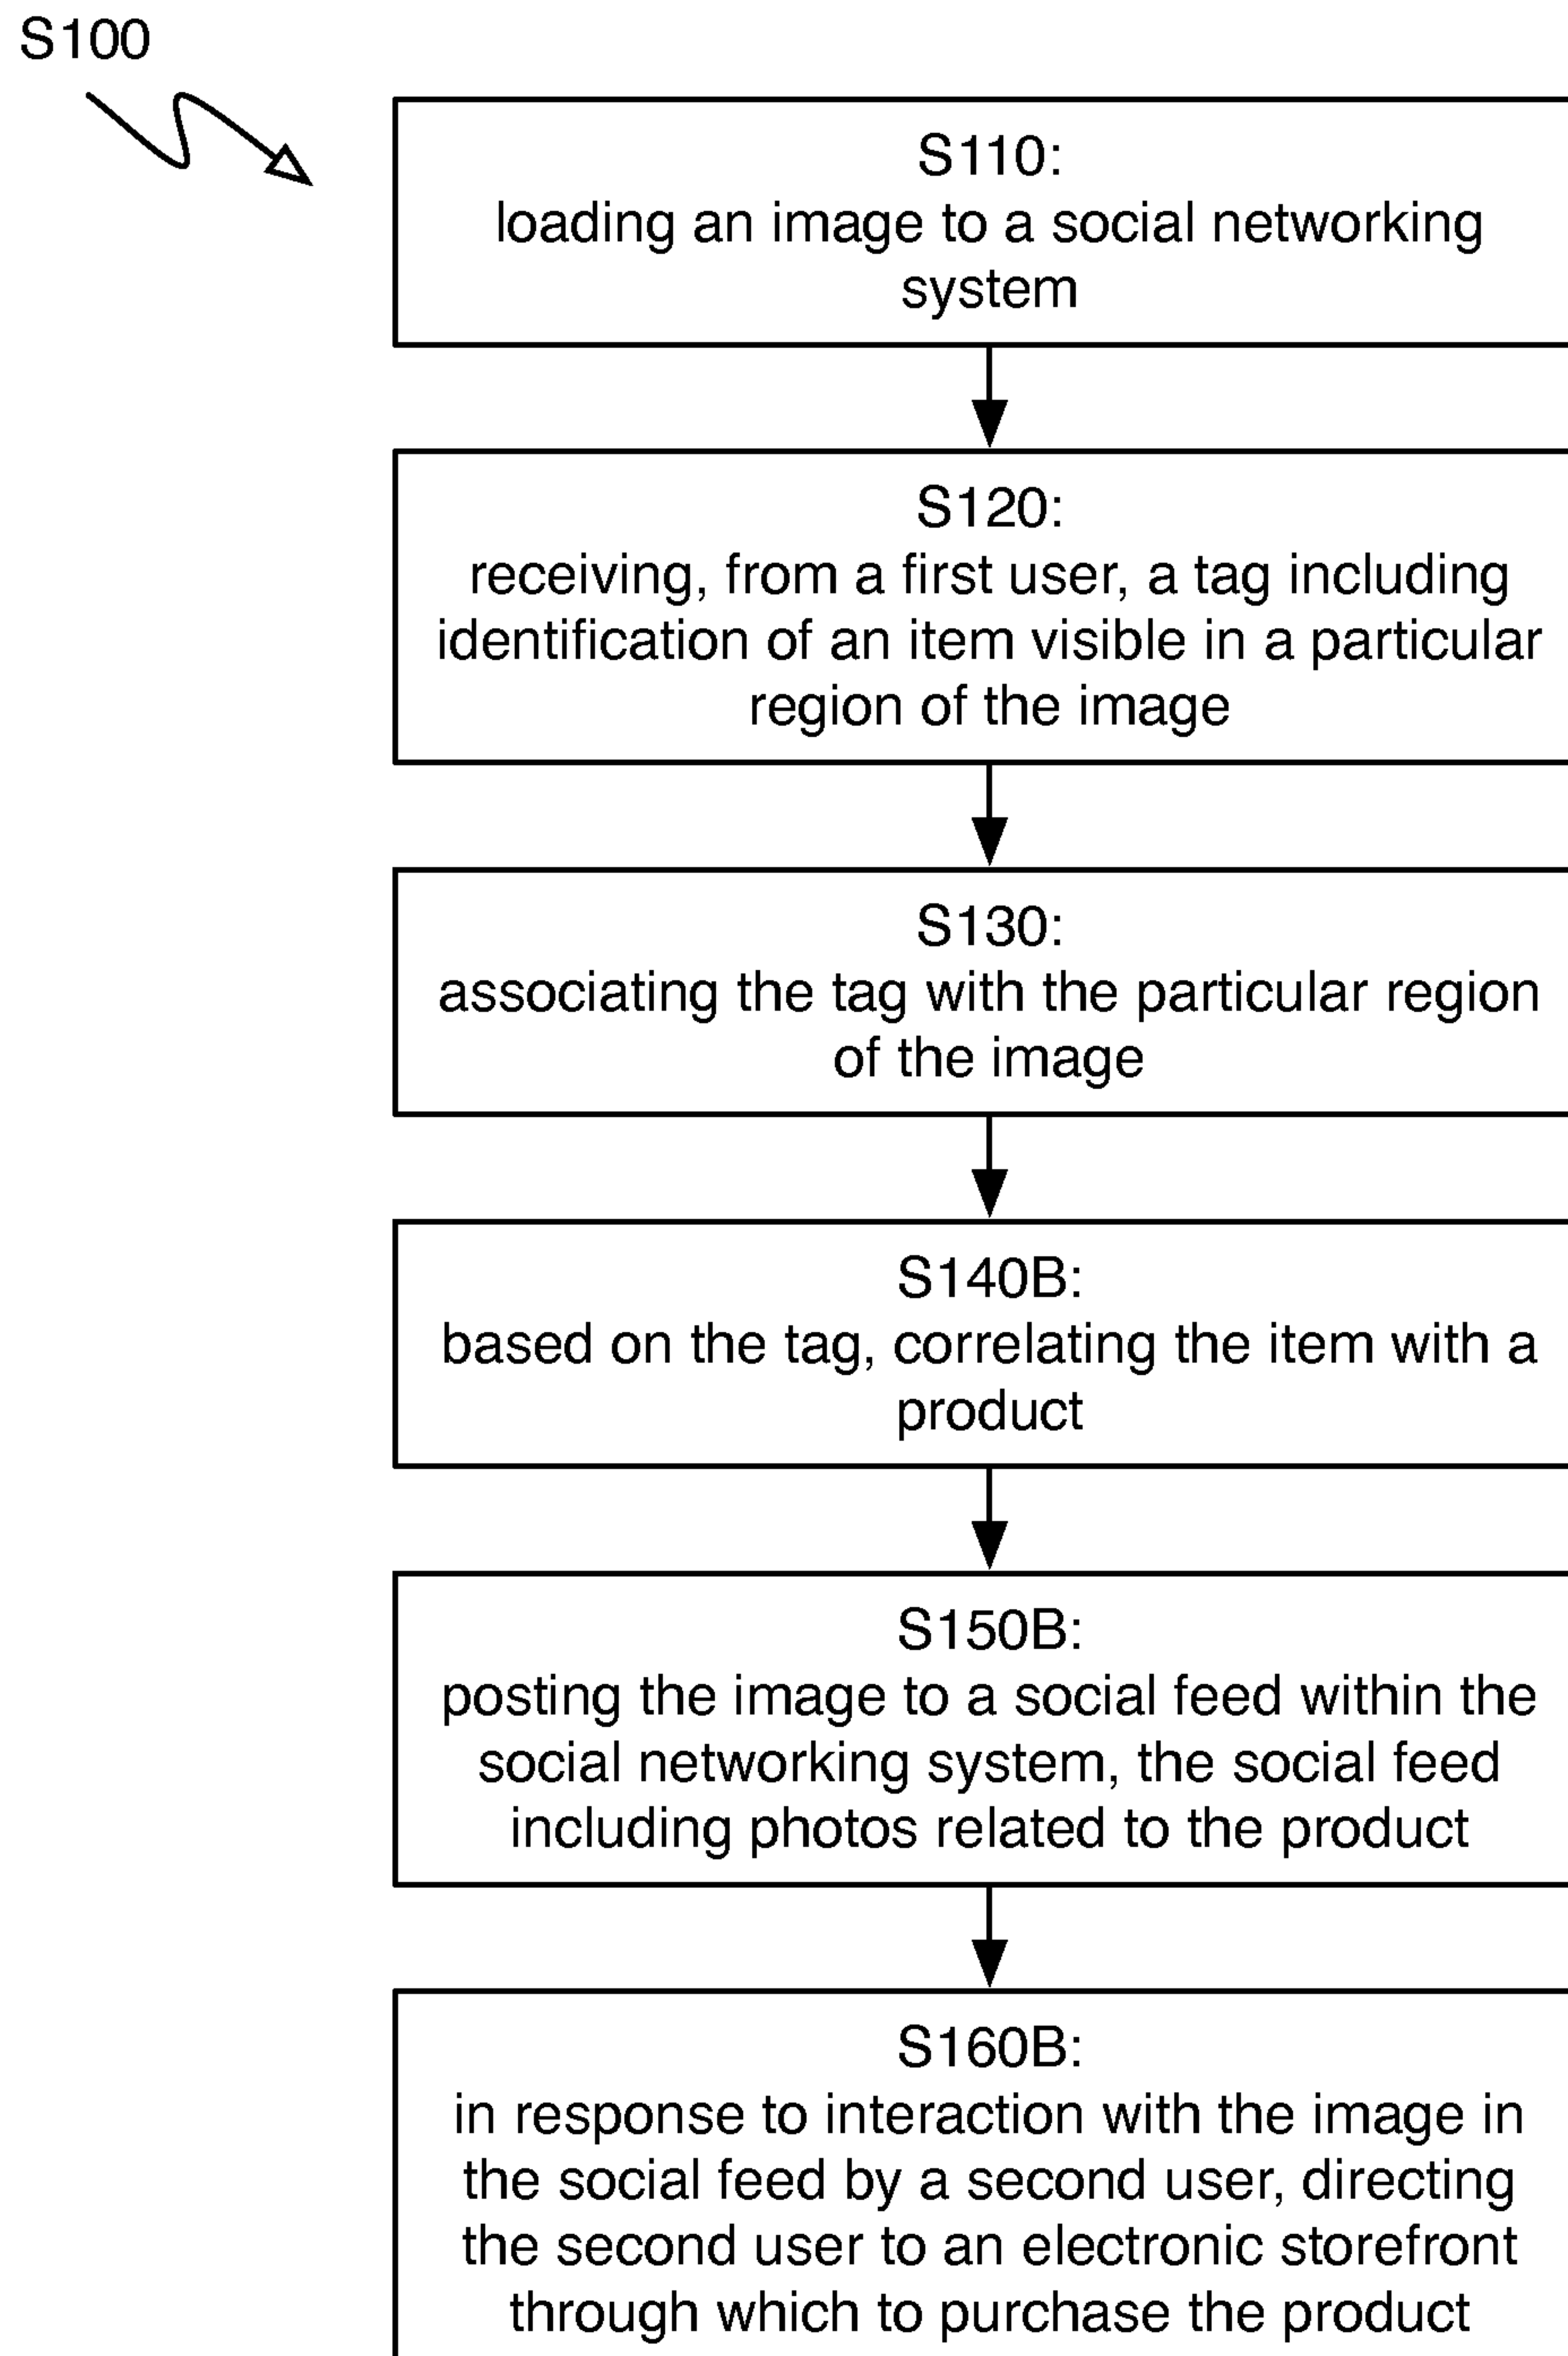 S100
S110:
loading an image to a social networking
system
S120:
receiving, from a first user, a tag including
identification of an item visible in a particular
region of the image
S130:
associating the tag with the particular region
of the image
S140B:
based on the tag, correlating the item with a
product
S150B:
posting the image to a social feed within the
social networking system, the social feed
including photos related to the product
S160B:
in response to interaction with the image in
the social feed by a second user, directing
the second user to an electronic storefront
through which to purchase the product